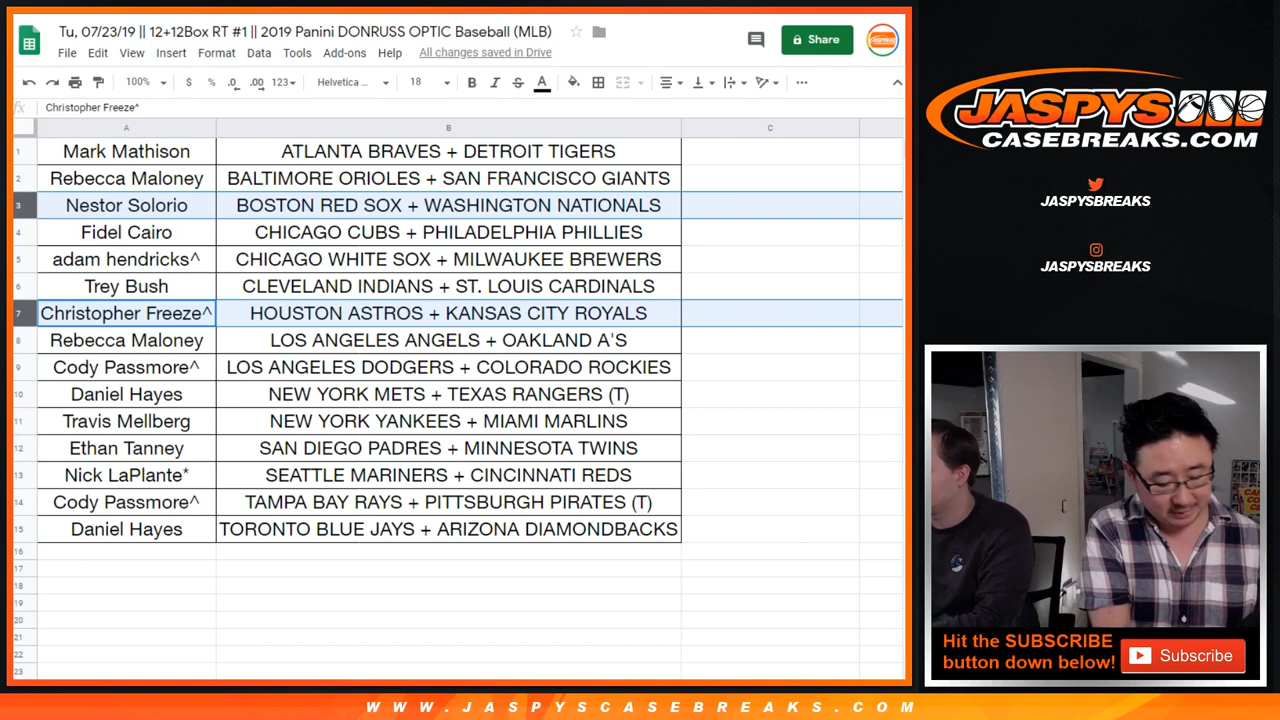 Tu, 07/23/19 || 12+12Box RT #1 || 2019 Panini DONRUSS OPTIC Baseball (MLB)
File Edit View Insert Format Data Tools Add-ons Help All changes saved in Drive
Share
100% $ % .0 .00 123 Helvetica ... 18 B I S A
fx Christopher Freeze^
A B C
1 Mark Mathison ATLANTA BRAVES + DETROIT TIGERS
2 Rebecca Maloney BALTIMORE ORIOLES + SAN FRANCISCO GIANTS
3 Nestor Solorio BOSTON RED SOX + WASHINGTON NATIONALS
4 Fidel Cairo CHICAGO CUBS + PHILADELPHIA PHILLIES
5 adam hendricks^ CHICAGO WHITE SOX + MILWAUKEE BREWERS
6 Trey Bush CLEVELAND INDIANS + ST. LOUIS CARDINALS
7 Christopher Freeze^ HOUSTON ASTROS + KANSAS CITY ROYALS
8 Rebecca Maloney LOS ANGELES ANGELS + OAKLAND A'S
9 Cody Passmore^ LOS ANGELES DODGERS + COLORADO ROCKIES
10 Daniel Hayes NEW YORK METS + TEXAS RANGERS (T)
11 Travis Mellberg NEW YORK YANKEES + MIAMI MARLINS
12 Ethan Tanney SAN DIEGO PADRES + MINNESOTA TWINS
13 Nick LaPlante* SEATTLE MARINERS + CINCINNATI REDS
14 Cody Passmore^ TAMPA BAY RAYS + PITTSBURGH PIRATES (T)
15 Daniel Hayes TORONTO BLUE JAYS + ARIZONA DIAMONDBACKS
16
17
18
19
20
21
22
23
JASPYS
CASEBREAKS.COM
JASPYSBREAKS
JASPYSBREAKS
Hit the SUBSCRIBE
button down below!
Subscribe
WWW.JASPYSCASEBREAKS.COM